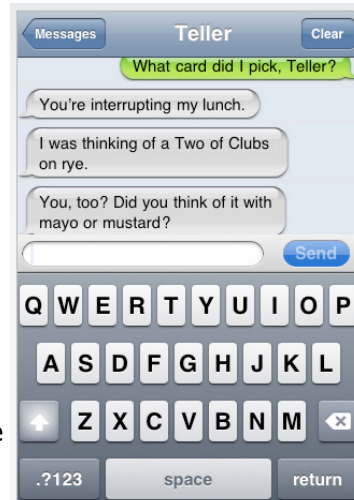 Messages Teller Clear
What card did I pick, Teller?
You're interrupting my lunch.
I was thinking of a Two of Clubs
on rye.
You, too? Did you think of it with
mayo or mustard?
Send
Q W E R T Y U I O P
A S D F G H J K L
e
Z X C V B N M
.?123 space return